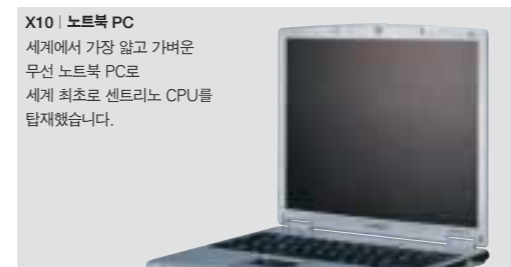 X10 | 노트북 PC
세계에서 가장 얇고 가벼운
무선 노트북 PC로
세계 최초로 센트리노 CPU를
탑재했습니다.